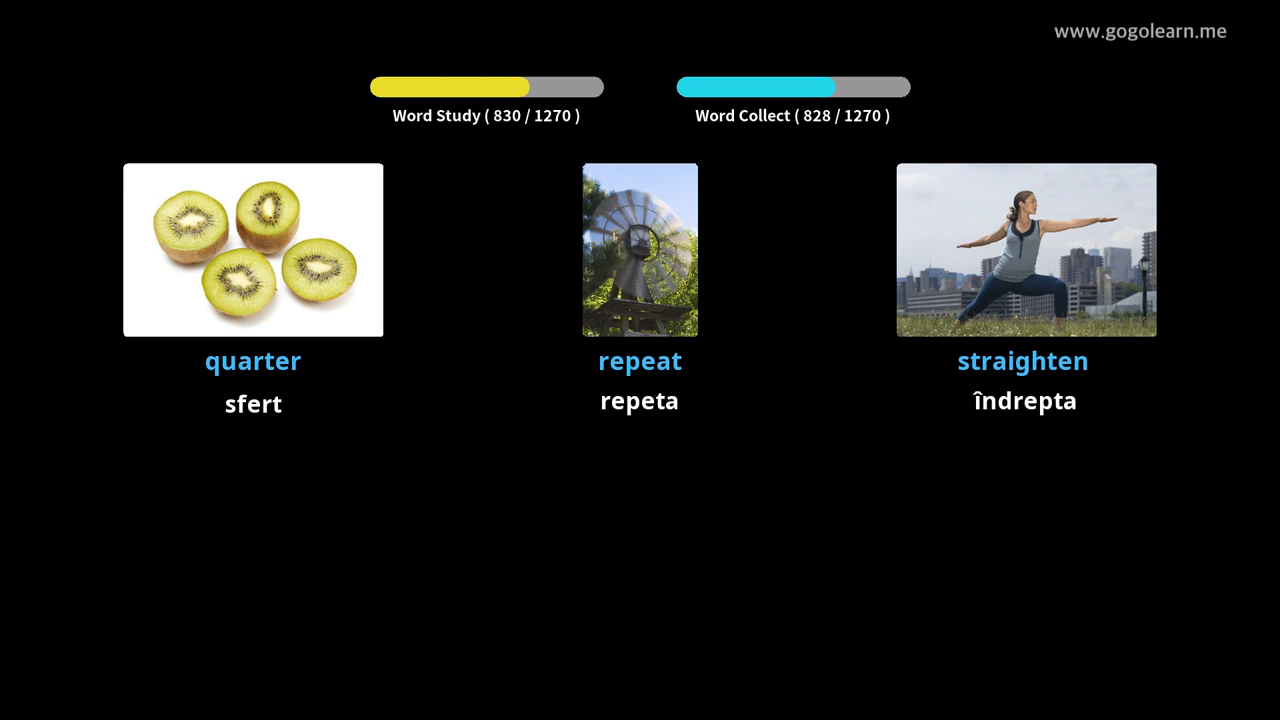 www.gogolearn.me
Word Study ( 830 / 1270 )
Word Collect ( 828 / 1270 )
quarter
sfert
repeat
repeta
straighten
îndrepta